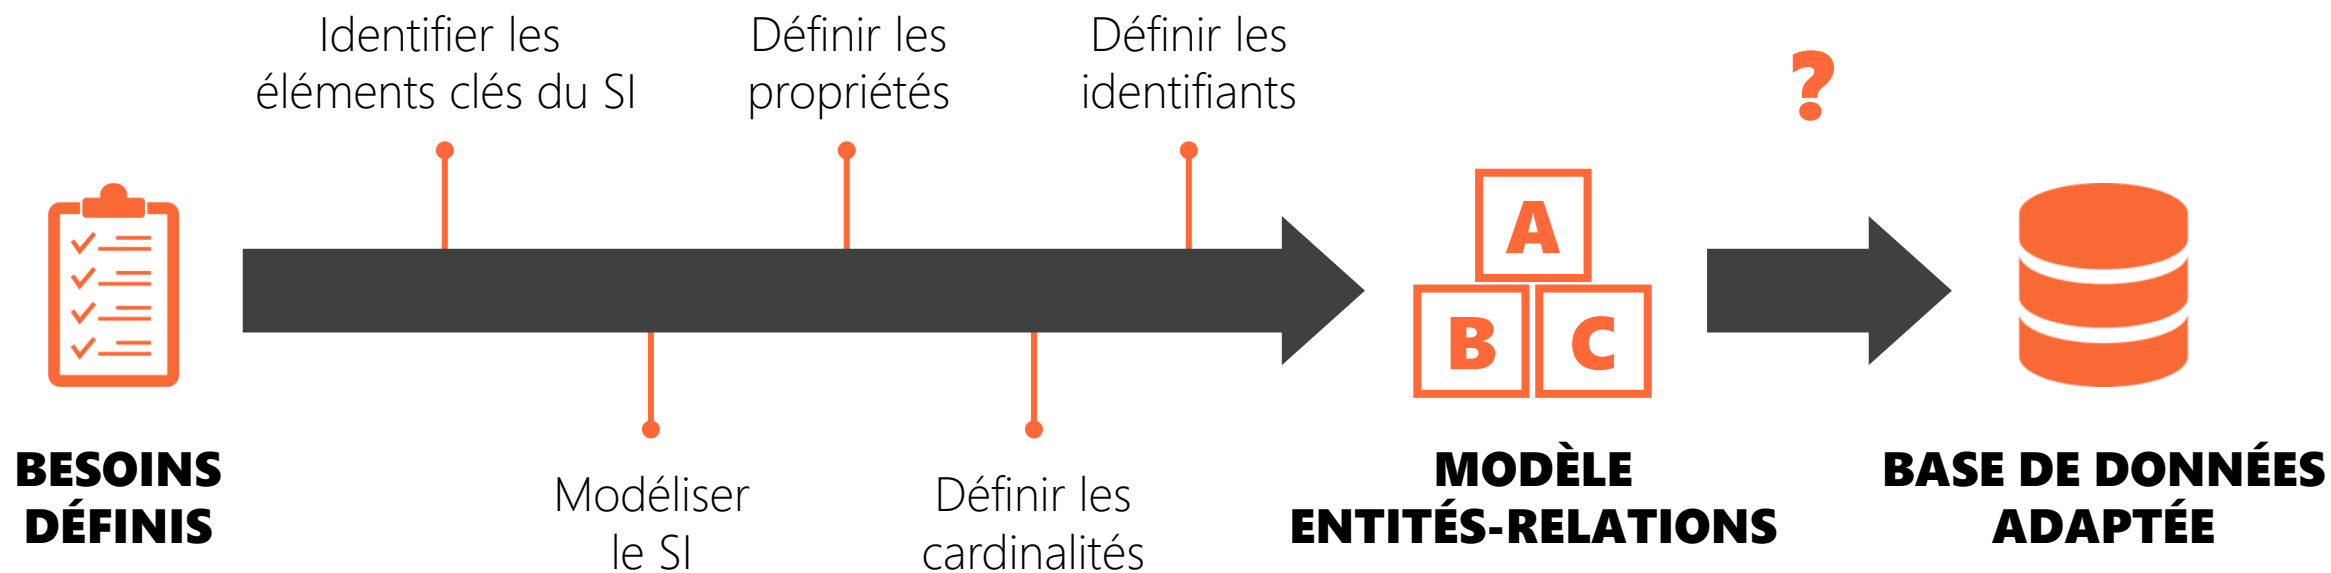 Identifier les
éléments clés du SI
Définir les
propriétés
Définir les
identifiants
?
A
B C
BESOINS
DÉFINIS
Modéliser
le SI
Définir les
cardinalités
MODÈLE
ENTITÉS-RELATIONS
BASE DE DONNÉES
ADAPTÉE